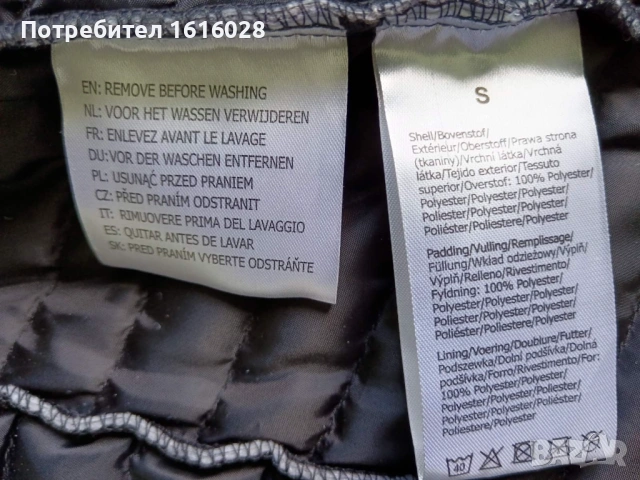 Потребител 1616028
EN: REMOVE BEFORE WASHING
NL: VOOR HET WASSEN VERWIJDEREN
FR: ENLEVEZ AVANT LE LAVAGE
DU: VOR DER WASCHEN ENTFERNEN
PL: USUNĄĆ PRZED PRANIEM
CZ: PŘED PRANÍM ODSTRANIT
IT: RIMUOVERE PRIMA DEL LAVAGGIO
ES: QUITAR ANTES DE LAVAR
SK: PRED PRANÍM VYBERTE ODSTRÁŇTE
S
Shell/Bovenstof/
Extérieur/Oberstoff/Prawa strona
(tkaniny)/Vrchní látka/Vrchná
látka/Tejido exterior/Tessuto
superior/Overstof: 100% Polyester/
Polyester/Polyester/Polyester/
Poliester/Polyester/Polyester/
Poliéster/Poliestere/Polyester
Padding/Vulling/Remplissage/
Füllung/Wkład odzieżowy/Výplň/
Výplň/Relleno/Rivestimento/
Fyldning: 100% Polyester/
Polyester/Polyester/Polyester/
Poliester/Polyester/Polyester/
Poliéster/Poliestere/Polyester
Lining/Voering/Doublure/Futter/
Podszewka/Dolní podšívka/Dolná
podšívka/Forro/Rivestimento/For:
100% Polyester/Polyester/
Polyester/Polyester/Poliester/
Polyester/Polyester/Poliéster/
Poliestere/Polyester
40
BAZAR